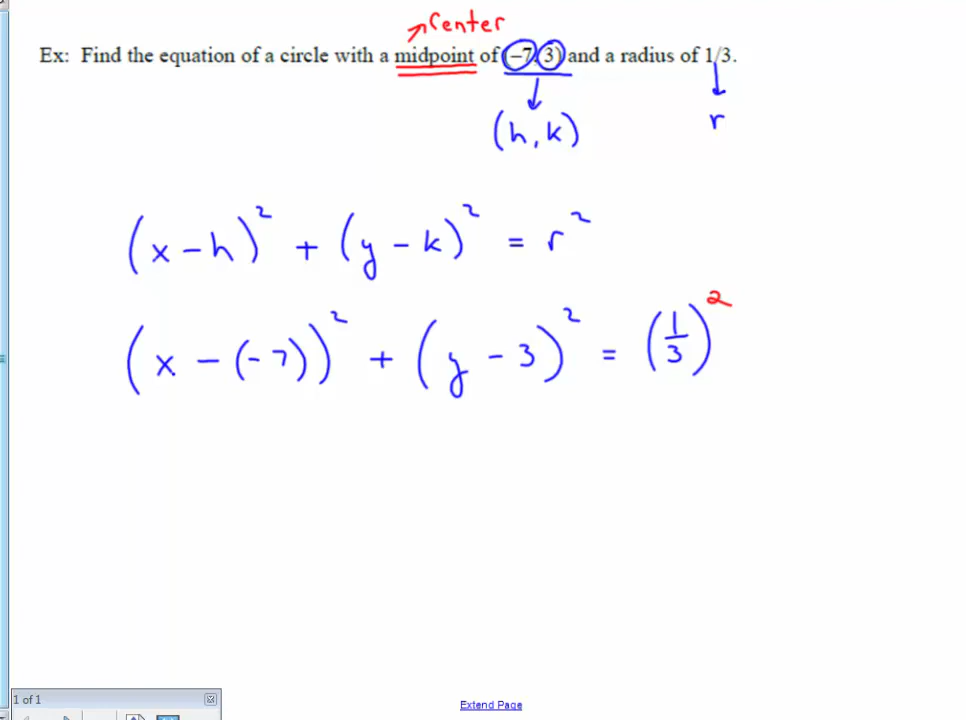 Center
Ex: Find the equation of a circle with a midpoint of (−7, 3) and a radius of 1/3.
(h, k) r
(x − h)² + (y − k)² = r²
(x − (−7))² + (y − 3)² = (1/3)²
1 of 1
Extend Page